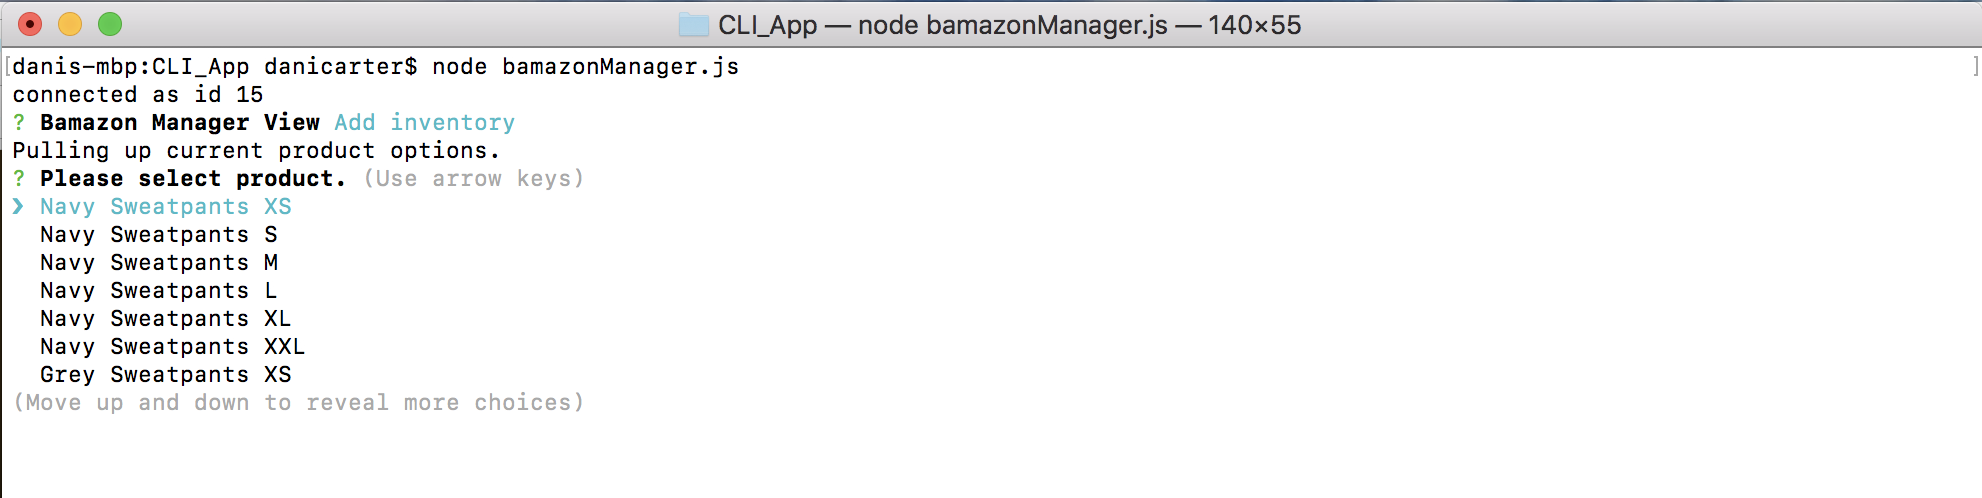 CLI_App — node bamazonManager.js — 140×55
[danis-mbp:CLI_App danicarter$ node bamazonManager.js ]
connected as id 15
? Bamazon Manager View Add inventory
Pulling up current product options.
? Please select product. (Use arrow keys)
❯ Navy Sweatpants XS
Navy Sweatpants S
Navy Sweatpants M
Navy Sweatpants L
Navy Sweatpants XL
Navy Sweatpants XXL
Grey Sweatpants XS
(Move up and down to reveal more choices)